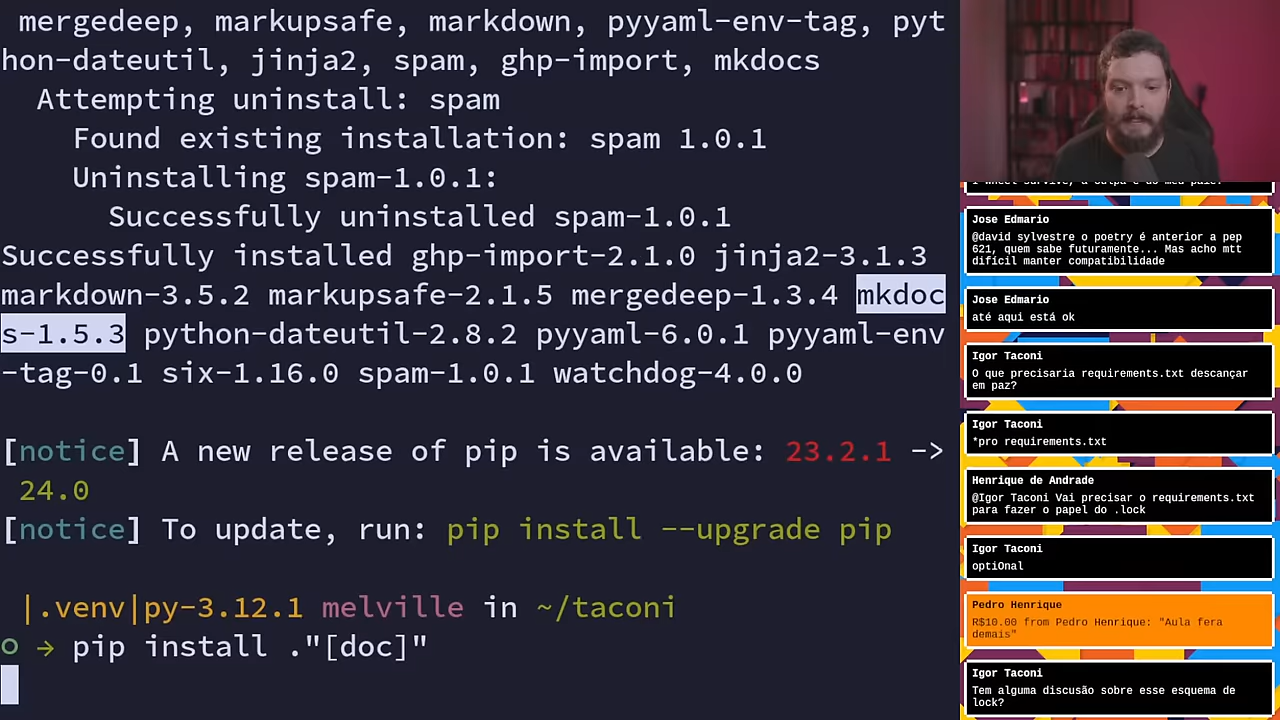 mergedeep, markupsafe, markdown, pyyaml-env-tag, pyt
hon-dateutil, jinja2, spam, ghp-import, mkdocs
Attempting uninstall: spam
Found existing installation: spam 1.0.1
Uninstalling spam-1.0.1:
Successfully uninstalled spam-1.0.1
Successfully installed ghp-import-2.1.0 jinja2-3.1.3
markdown-3.5.2 markupsafe-2.1.5 mergedeep-1.3.4 mkdoc
s-1.5.3 python-dateutil-2.8.2 pyyaml-6.0.1 pyyaml-env
-tag-0.1 six-1.16.0 spam-1.0.1 watchdog-4.0.0
[notice] A new release of pip is available: 23.2.1 ->
24.0
[notice] To update, run: pip install --upgrade pip
|.venv|py-3.12.1 melville in ~/taconi
○ → pip install ."[doc]"
wheel survive, a culpa é do meu
Jose Edmario
@david sylvestre o poetry é anterior a pep
621, quem sabe futuramente... Mas acho mtt
difícil manter compatibilidade
Jose Edmario
até aqui está ok
Igor Taconi
O que precisaria requirements.txt descançar
em paz?
Igor Taconi
*pro requirements.txt
Henrique de Andrade
@Igor Taconi Vai precisar o requirements.txt
para fazer o papel do .lock
Igor Taconi
optiOnal
Pedro Henrique
R$10.00 from Pedro Henrique: "Aula fera
demais"
Igor Taconi
Tem alguma discusão sobre esse esquema de
lock?